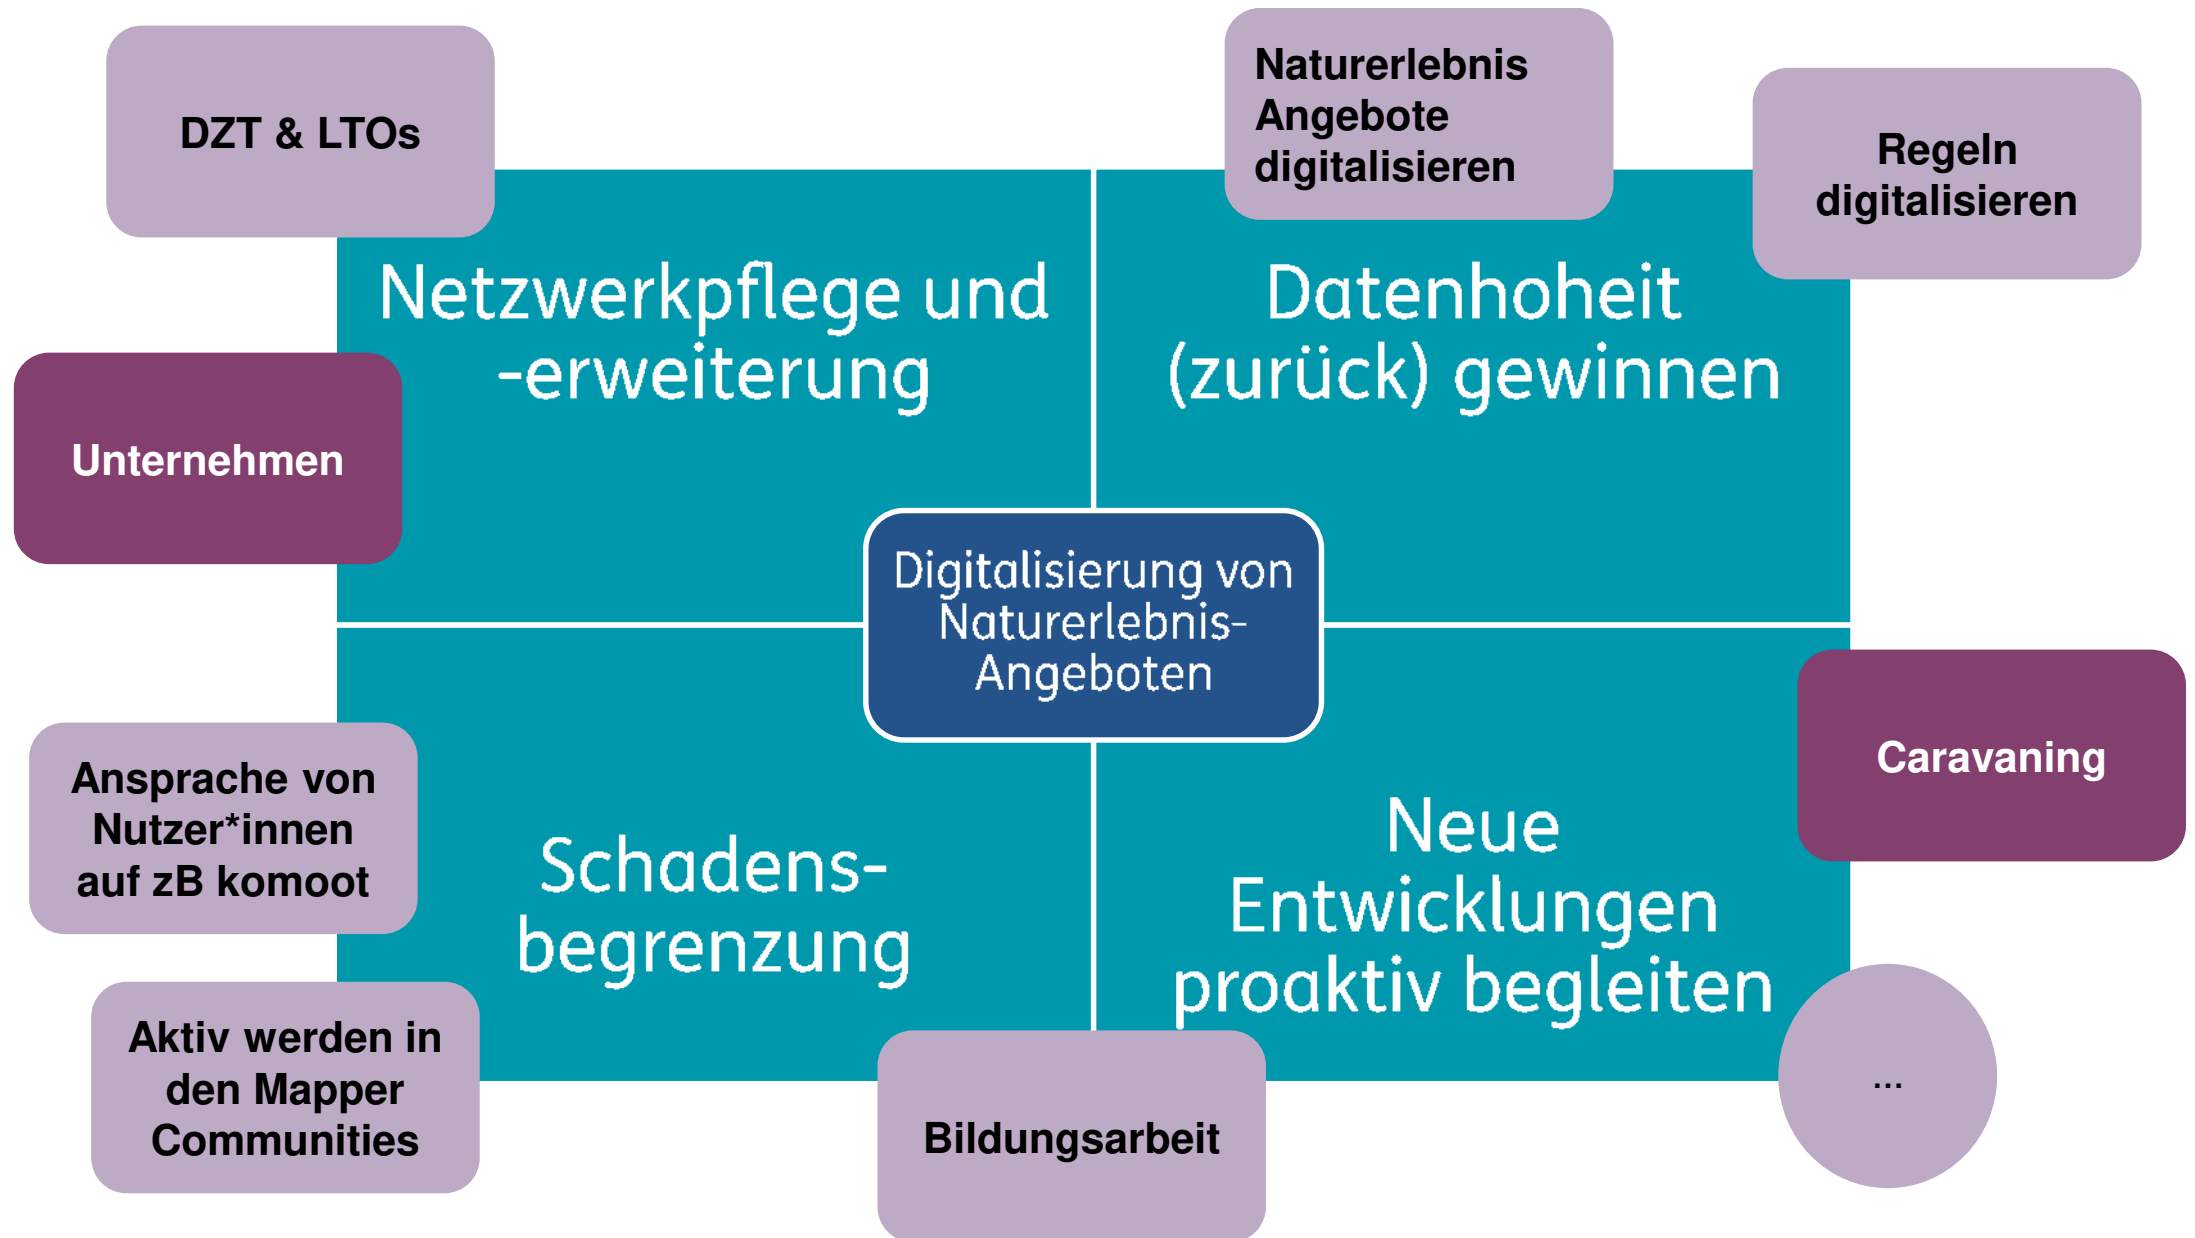 DZT & LTOs
Naturerlebnis
Angebote
digitalisieren
Regeln
digitalisieren
Netzwerkpflege und
-erweiterung
Datenhoheit
(zurück) gewinnen
Unternehmen
Digitalisierung von
Naturerlebnis-
Angeboten
Ansprache von
Nutzer*innen
auf zB komoot
Schadens-
begrenzung
Neue
Entwicklungen
proaktiv begleiten
Caravaning
Aktiv werden in
den Mapper
Communities
Bildungsarbeit
...